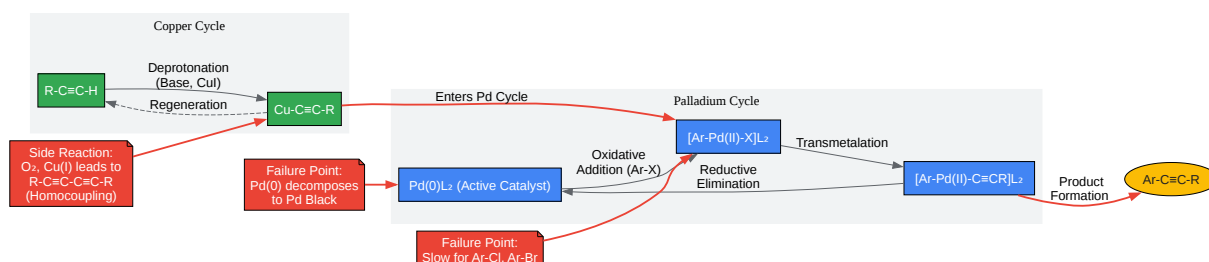 Copper Cycle
R-C≡C-H
Deprotonation
(Base, CuI)
Regeneration
Cu-C≡C-R
Side Reaction:
O₂, Cu(I) leads to
R-C≡C-C≡C-R
(Homocoupling)
Enters Pd Cycle
Palladium Cycle
Failure Point:
Pd(0) decomposes
to Pd Black
Pd(0)L₂ (Active Catalyst)
Oxidative
Addition (Ar-X)
[Ar-Pd(II)-X]L₂
Transmetalation
Reductive
Elimination
[Ar-Pd(II)-C≡CR]L₂
Product
Formation
Ar-C≡C-R
Failure Point:
Slow for Ar-Cl, Ar-Br